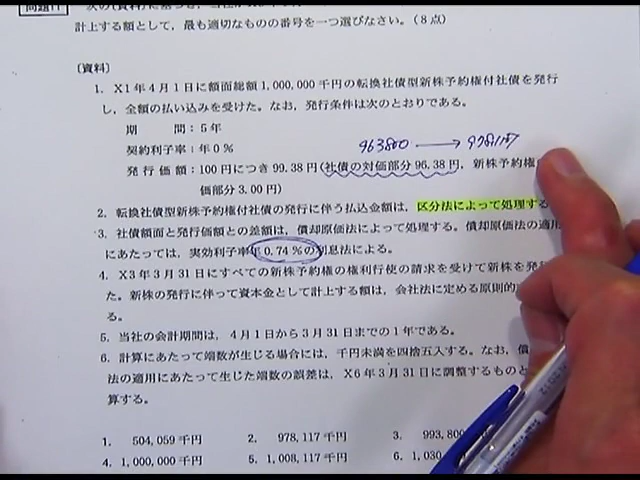 問題11
計上する額として、最も適切なものの番号を一つ選びなさい。(8点)
〔資料〕
1. X1年4月1日に額面総額1,000,000千円の転換社債型新株予約権付社債を発行
し、全額の払い込みを受けた。なお、発行条件は次のとおりである。
期 間:5年
契約利子率:年0%
963800 → 978117
発行価額:100円につき99.38円(社債の対価部分96.38円、新株予約権
価部分3.00円)
2. 転換社債型新株予約権付社債の発行に伴う払込金額は、区分法によって処理する
3. 社債額面と発行価額との差額は、償却原価法によって処理する。償却原価法の適用
にあたっては、実効利子率年0.74%の利息法による。
4. X3年3月31日にすべての新株予約権の権利行使の請求を受けて新株を発
た。新株の発行に伴って資本金として計上する額は、会社法に定める原則的
る。
5. 当社の会計期間は、4月1日から3月31日までの1年である。
6. 計算にあたって端数が生じる場合には、千円未満を四捨五入する。なお、償
法の適用にあたって生じた端数の誤差は、X6年3月31日に調整するものと
算する。
1. 504,059千円 2. 978,117千円 3. 993,800
4. 1,000,000千円 5. 1,008,117千円 6. 1,030